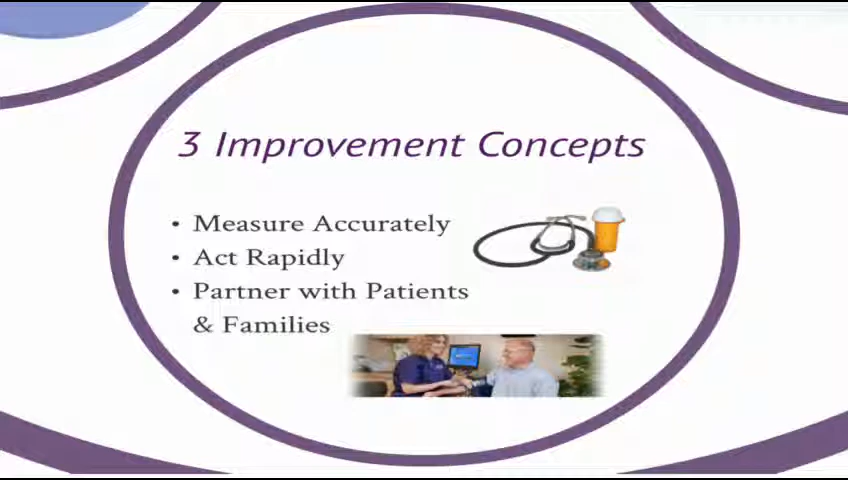 3 Improvement Concepts
• Measure Accurately
• Act Rapidly
• Partner with Patients
& Families